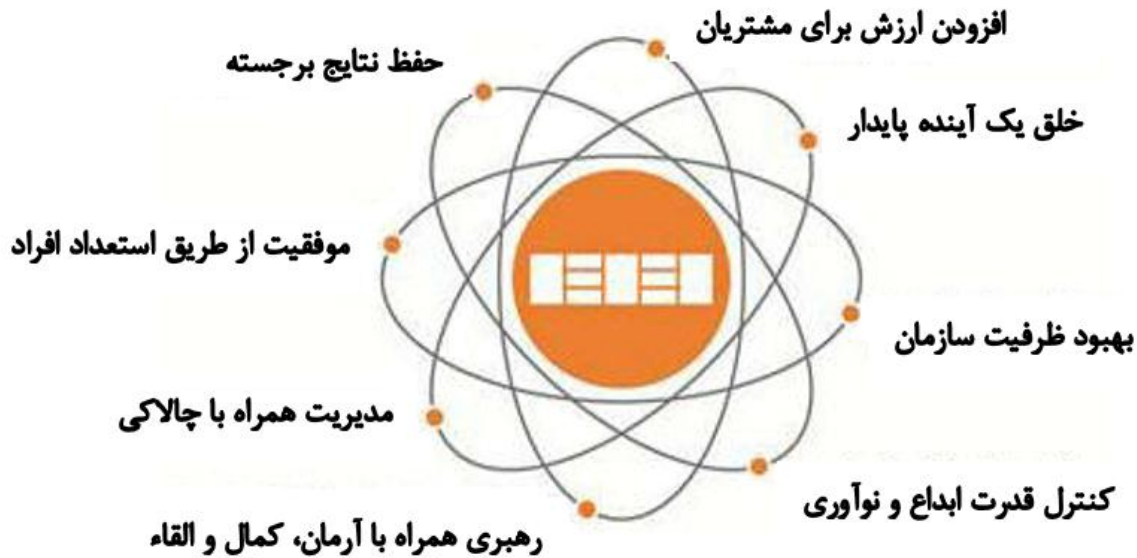 افزودن ارزش برای مشتریان
حفظ نتایج برجسته
خلق یک آینده پایدار
موفقیت از طریق استعداد افراد
بهبود ظرفیت سازمان
مدیریت همراه با چالاکی
کنترل قدرت ابداع و نوآوری
رهبری همراه با آرمان، کمال و القاء